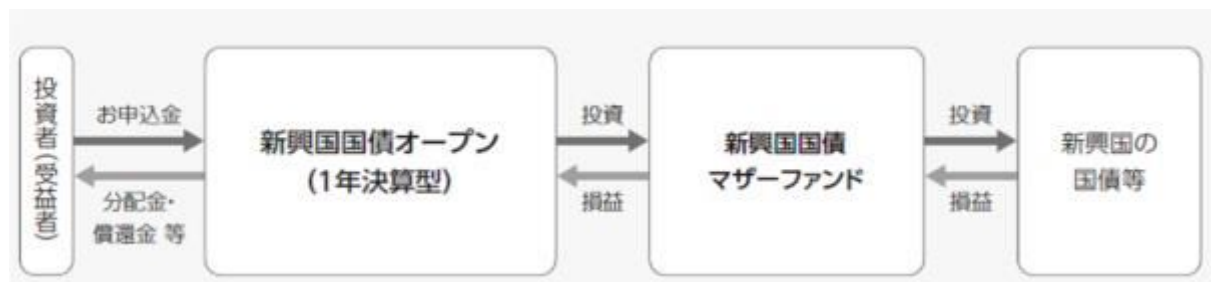 投資者(受益者)
お申込金
分配金・
償還金 等
新興国国債オープン
(1年決算型)
投資
損益
新興国国債
マザーファンド
投資
損益
新興国の
国債等